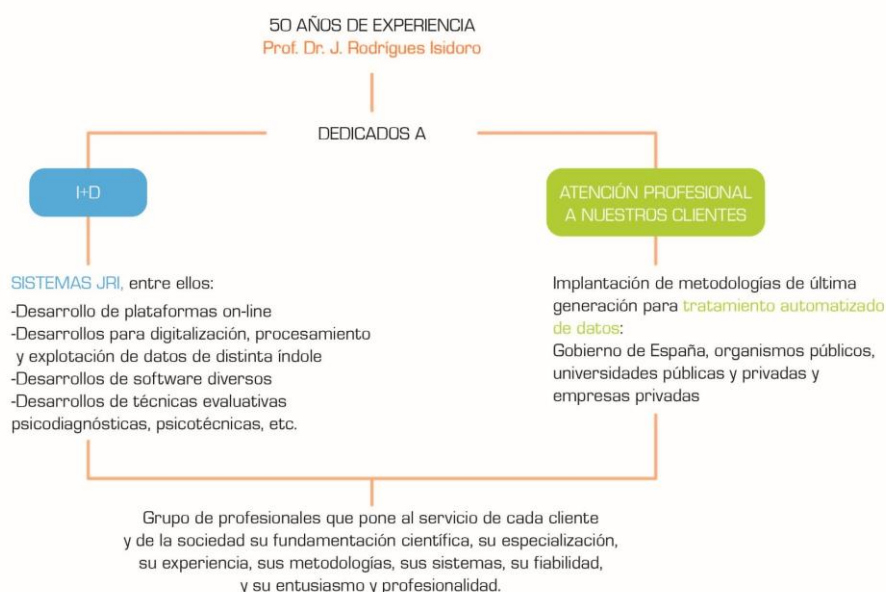 50 AÑOS DE EXPERIENCIA
Prof. Dr. J. Rodrigues Isidoro
DEDICADOS A
I+D
SISTEMAS JRI, entre ellos:
-Desarrollo de plataformas on-line
-Desarrollos para digitalización, procesamiento
y explotación de datos de distinta índole
-Desarrollos de software diversos
-Desarrollos de técnicas evaluativas
psicodiagnósticas, psicotécnicas, etc.
ATENCIÓN PROFESIONAL
A NUESTROS CLIENTES
Implantación de metodologías de última
generación para tratamiento automatizado
de datos:
Gobierno de España, organismos públicos,
universidades públicas y privadas y
empresas privadas
Grupo de profesionales que pone al servicio de cada cliente
y de la sociedad su fundamentación científica, su especialización,
su experiencia, sus metodologías, sus sistemas, su fiabilidad,
y su entusiasmo y profesionalidad.